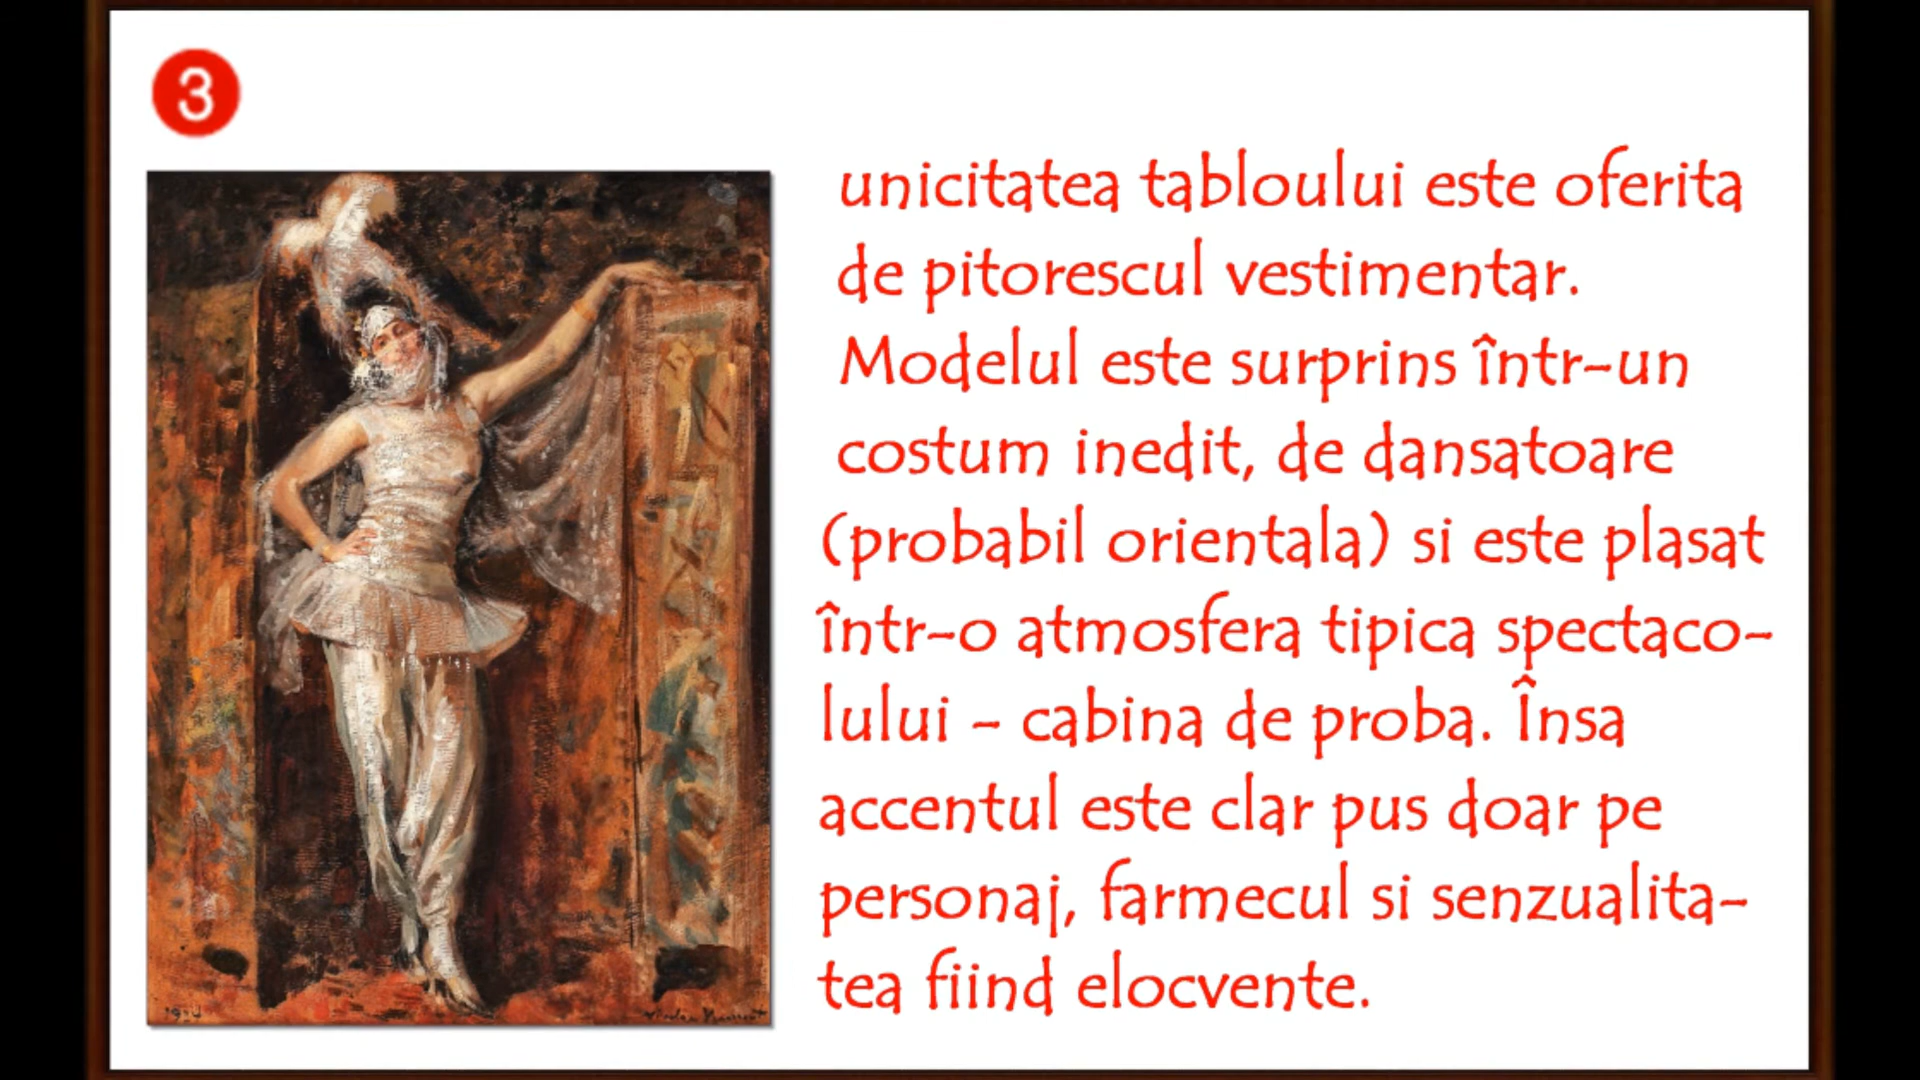 3
unicitatea tabloului este oferita
de pitorescul vestimentar.
Modelul este surprins într-un
costum inedit, de dansatoare
(probabil orientala) si este plasat
într-o atmosfera tipica spectaco-
lului - cabina de proba. Însa
accentul este clar pus doar pe
personaj, farmecul si senzualita-
tea fiind elocvente.